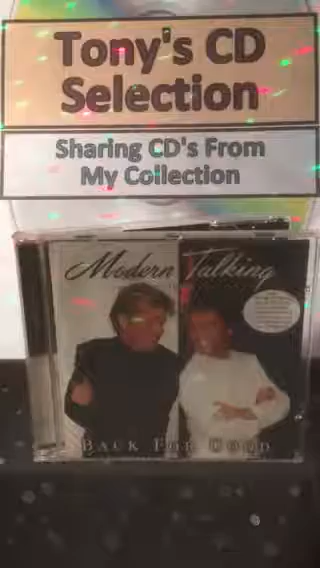 Tony's CD
Selection
Sharing CD's From
My Collection
Modern Talking
BACK FOR GOOD